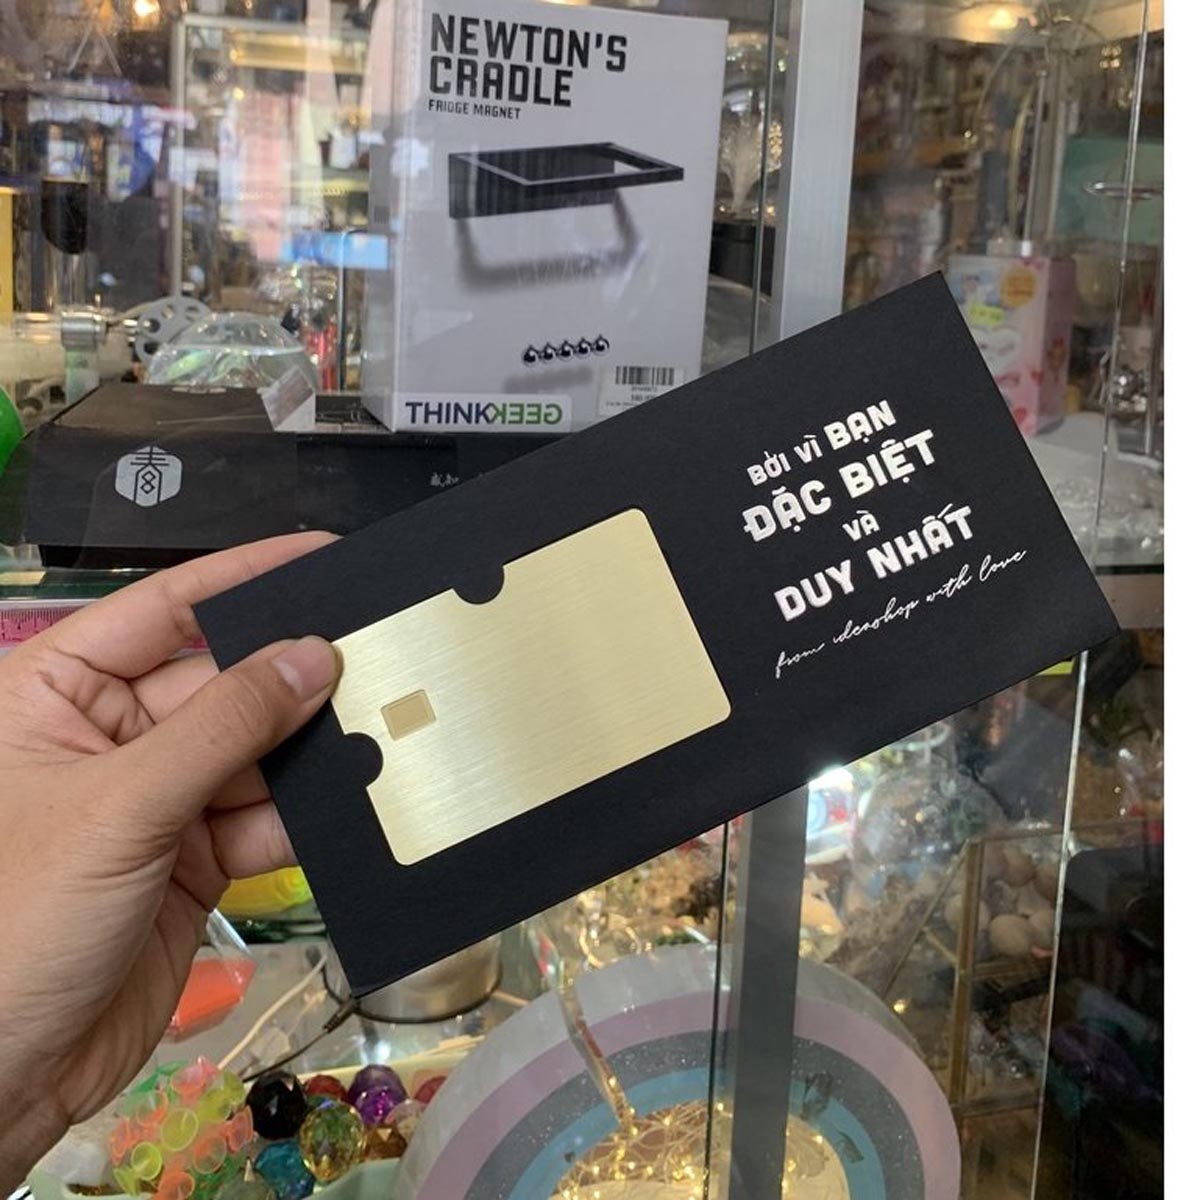 NEWTON'S
CRADLE
FRIDGE MAGNET
THINKGEEK
BỞI VÌ BẠN
ĐẶC BIỆT
VÀ
DUY NHẤT
from ideashop with love